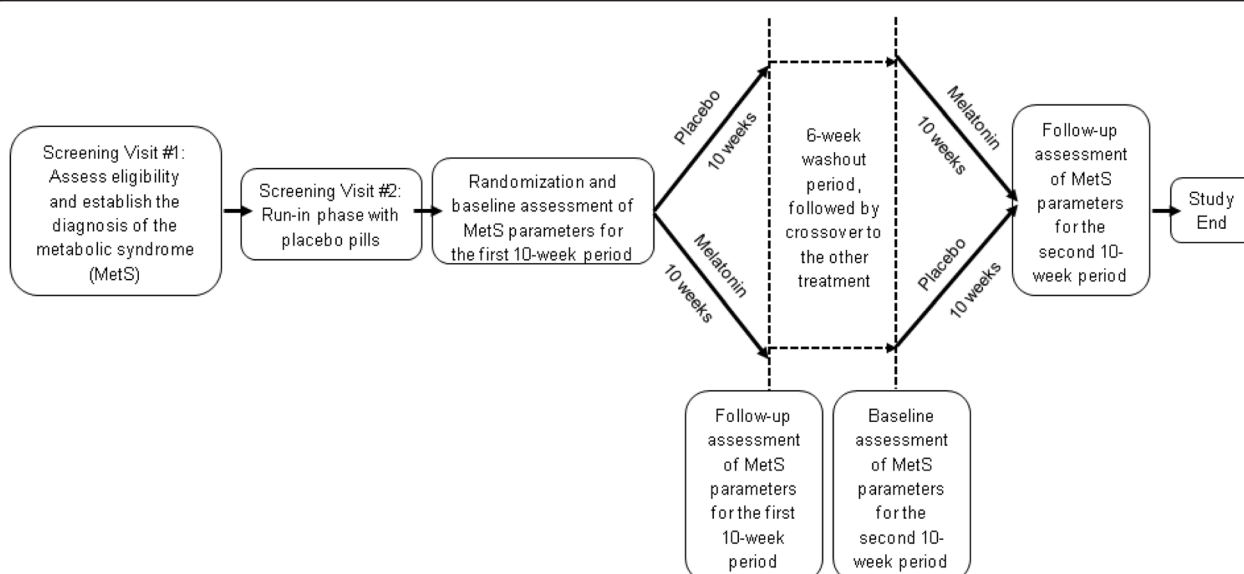 Screening Visit #1:
Assess eligibility
and establish the
diagnosis of the
metabolic syndrome
(MetS)
Screening Visit #2:
Run-in phase with
placebo pills
Randomization and
baseline assessment of
MetS parameters for
the first 10-week period
Placebo
10 weeks
Melatonin
10 weeks
6-week
washout
period,
followed by
crossover to
the other
treatment
Melatonin
10 weeks
Placebo
10 weeks
Follow-up
assessment
of MetS
parameters
for the first
10-week
period
Baseline
assessment
of MetS
parameters
for the
second 10-
week period
Follow-up
assessment
of MetS
parameters
for the
second 10-
week period
Study
End